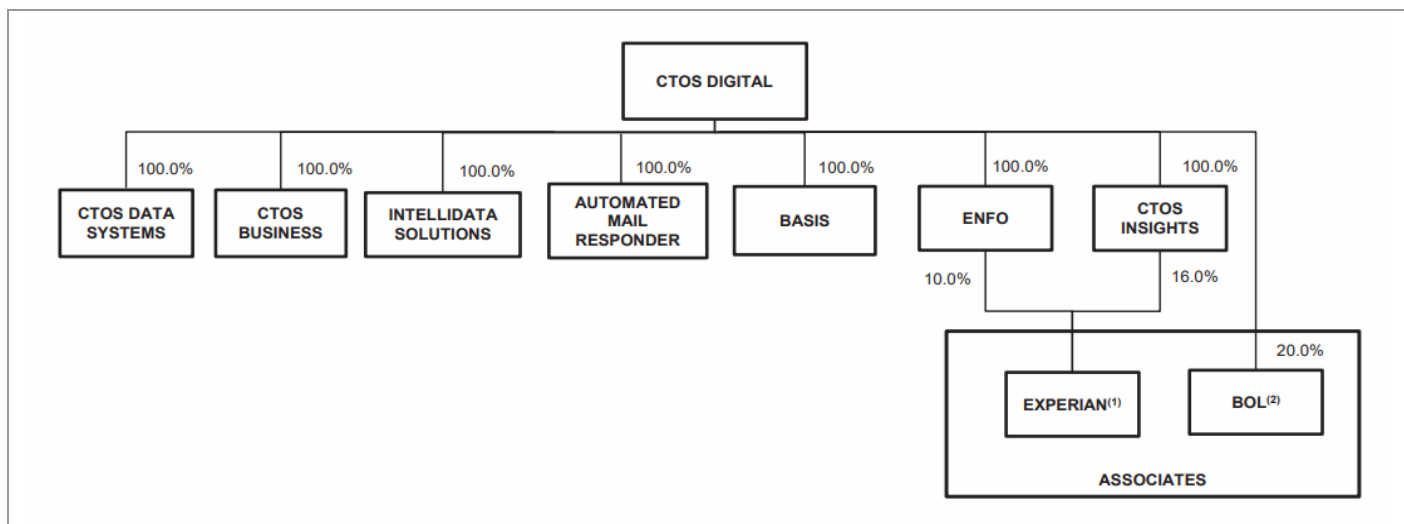 CTOS DIGITAL
100.0%
100.0%
100.0%
100.0%
100.0%
100.0%
100.0%
CTOS DATA
SYSTEMS
CTOS
BUSINESS
INTELLIDATA
SOLUTIONS
AUTOMATED
MAIL
RESPONDER
BASIS
ENFO
CTOS
INSIGHTS
10.0%
16.0%
20.0%
EXPERIAN(1)
BOL(2)
ASSOCIATES